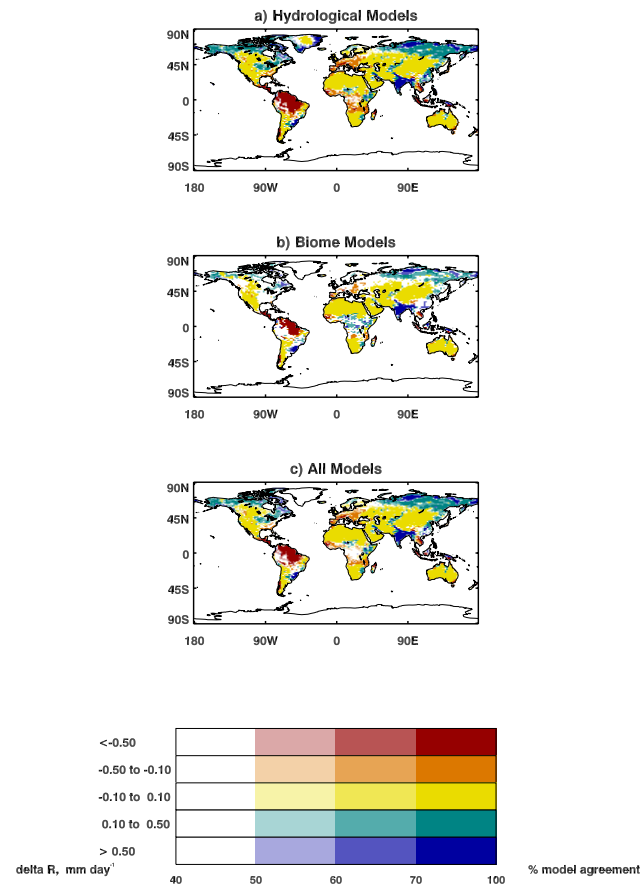 a) Hydrological Models
90N
45N
0
45S
90S
180 90W 0 90E
b) Biome Models
90N
45N
0
45S
90S
180 90W 0 90E
c) All Models
90N
45N
0
45S
90S
180 90W 0 90E
<-0.50
-0.50 to -0.10
-0.10 to 0.10
0.10 to 0.50
> 0.50
delta R, mm day-1
40 50 60 70 100
% model agreement